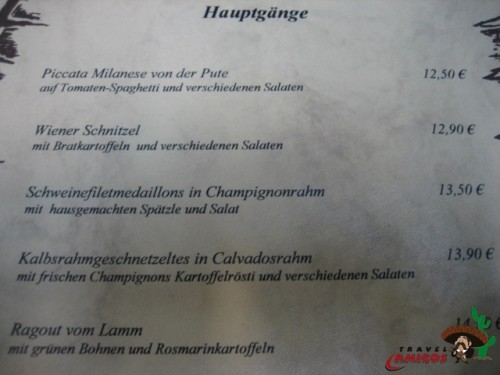 Hauptgänge
Piccata Milanese von der Pute 12,50 €
auf Tomaten-Spaghetti und verschiedenen Salaten
Wiener Schnitzel 12,90 €
mit Bratkartoffeln und verschiedenen Salaten
Schweinefiletmedaillons in Champignonrahm 13,50 €
mit hausgemachten Spätzle und Salat
Kalbsrahmgeschnetzeltes in Calvadosrahm 13,90 €
mit frischen Champignons Kartoffelrösti und verschiedenen Salaten
Ragout vom Lamm
mit grünen Bohnen und Rosmarinkartoffeln
TRAVEL
AMIGOS